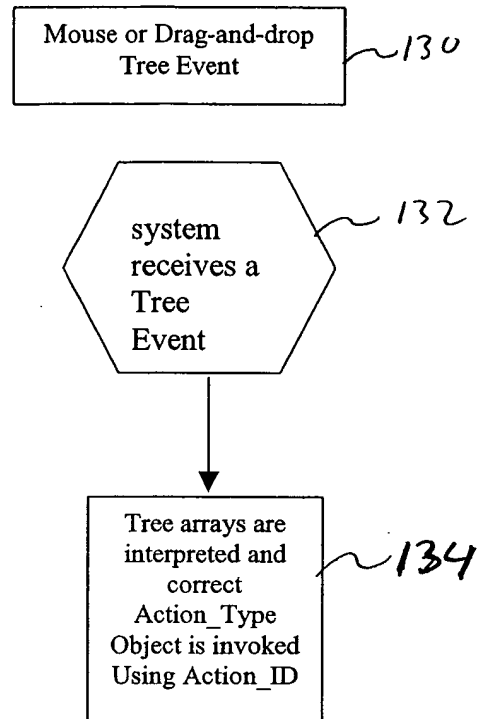 Mouse or Drag-and-drop
Tree Event
130
system
receives a
Tree
Event
132
Tree arrays are
interpreted and
correct
Action_Type
Object is invoked
Using Action_ID
134